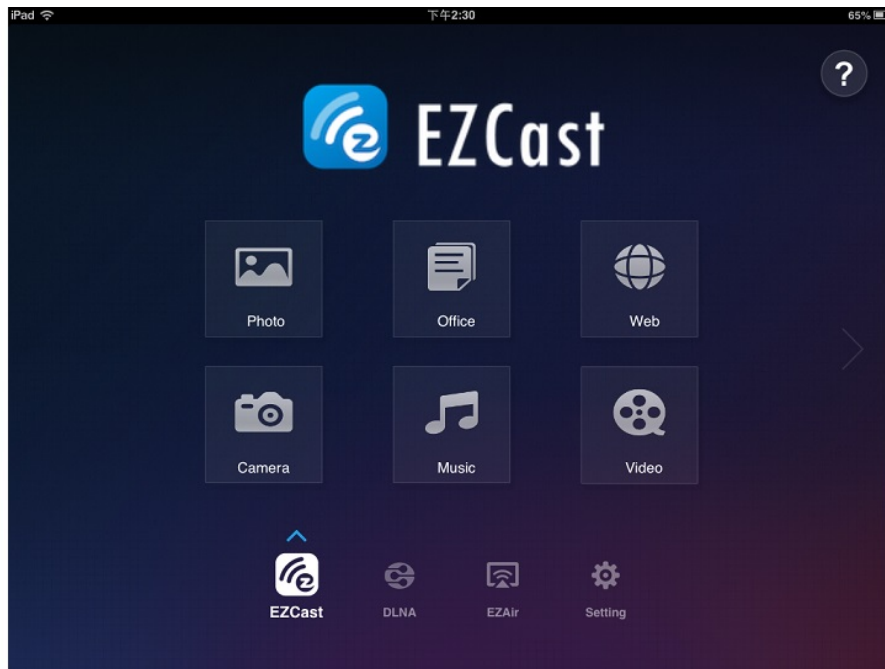 iPad 下午2:30 65%
?
EZCast
Photo Office Web
Camera Music Video
EZCast DLNA EZAir Setting